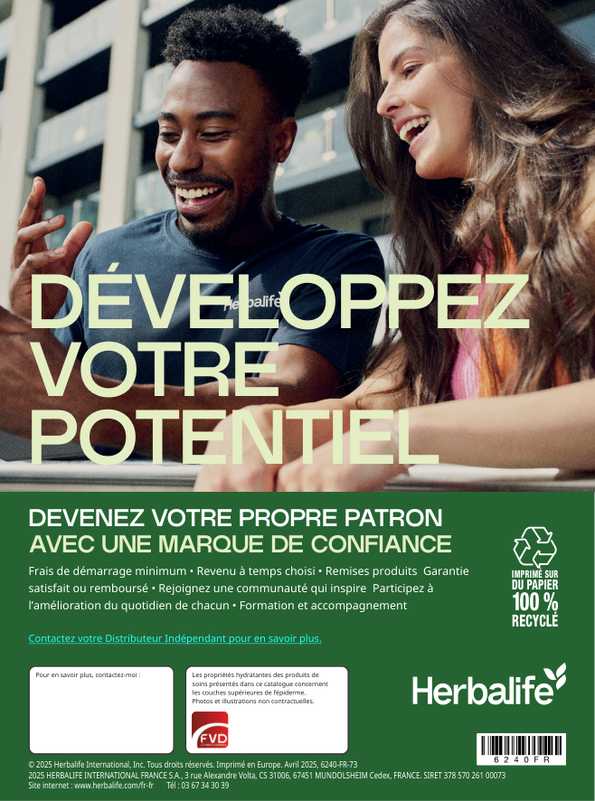 Herbalife
DÉVELOPPEZ
VOTRE
POTENTIEL
DEVENEZ VOTRE PROPRE PATRON
AVEC UNE MARQUE DE CONFIANCE
Frais de démarrage minimum • Revenu à temps choisi • Remises produits Garantie
satisfait ou remboursé • Rejoignez une communauté qui inspire Participez à
l’amélioration du quotidien de chacun • Formation et accompagnement
IMPRIMÉ SUR
DU PAPIER
100 %
RECYCLÉ
Contactez votre Distributeur Indépendant pour en savoir plus.
Pour en savoir plus, contactez-moi :
Les propriétés hydratantes des produits de
soins présentés dans ce catalogue concernent
les couches supérieures de l’épiderme.
Photos et illustrations non contractuelles.
FVD
Herbalife
6240FR
© 2025 Herbalife International, Inc. Tous droits réservés. Imprimé en Europe. Avril 2025, 6240-FR-73
2025 HERBALIFE INTERNATIONAL FRANCE S.A., 3 rue Alexandre Volta, CS 31006, 67451 MUNDOLSHEIM Cedex, FRANCE. SIRET 378 570 261 00073
Site internet : www.herbalife.com/fr-fr Tél : 03 67 34 30 39